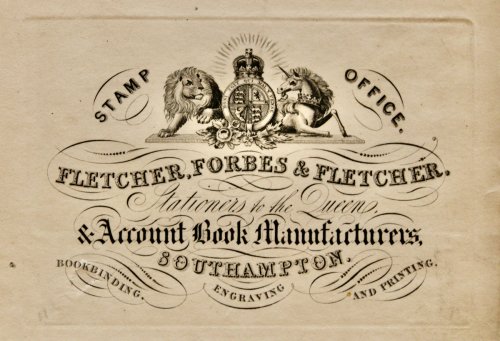 STAMP OFFICE.
FLETCHER, FORBES & FLETCHER.
Stationers to the Queen,
& Account Book Manufacturers,
SOUTHAMPTON.
BOOKBINDING. ENGRAVING AND PRINTING.